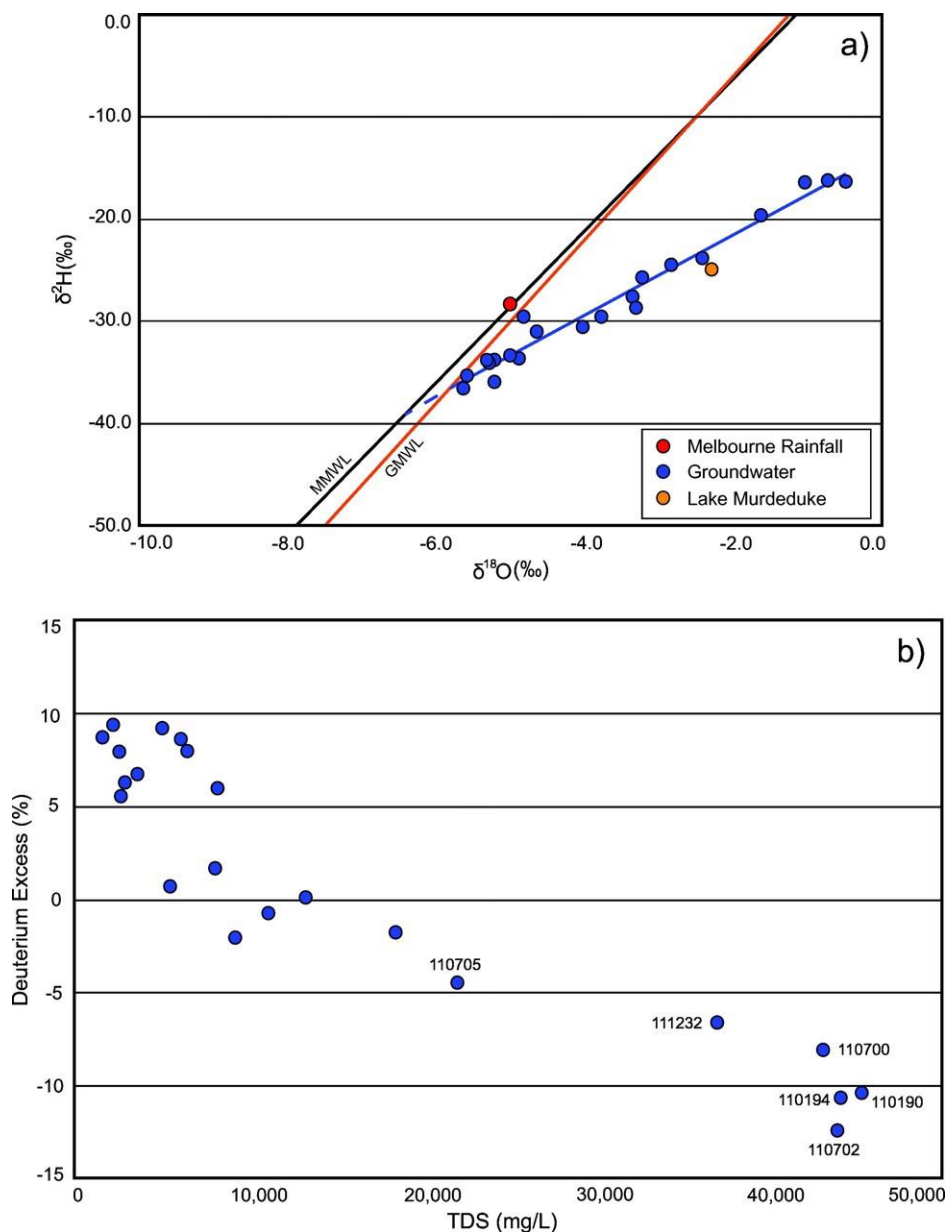 a)
0.0
-10.0
-20.0
-30.0
-40.0
-50.0
δ²H(‰)
MMWL
GMWL
Melbourne Rainfall
Groundwater
Lake Murdeduke
-10.0 -8.0 -6.0 -4.0 -2.0 0.0
δ¹⁸O(‰)
b)
15
10
5
0
-5
-10
-15
Deuterium Excess (%)
110705
111232
110700
110194
110190
110702
0 10,000 20,000 30,000 40,000 50,000
TDS (mg/L)